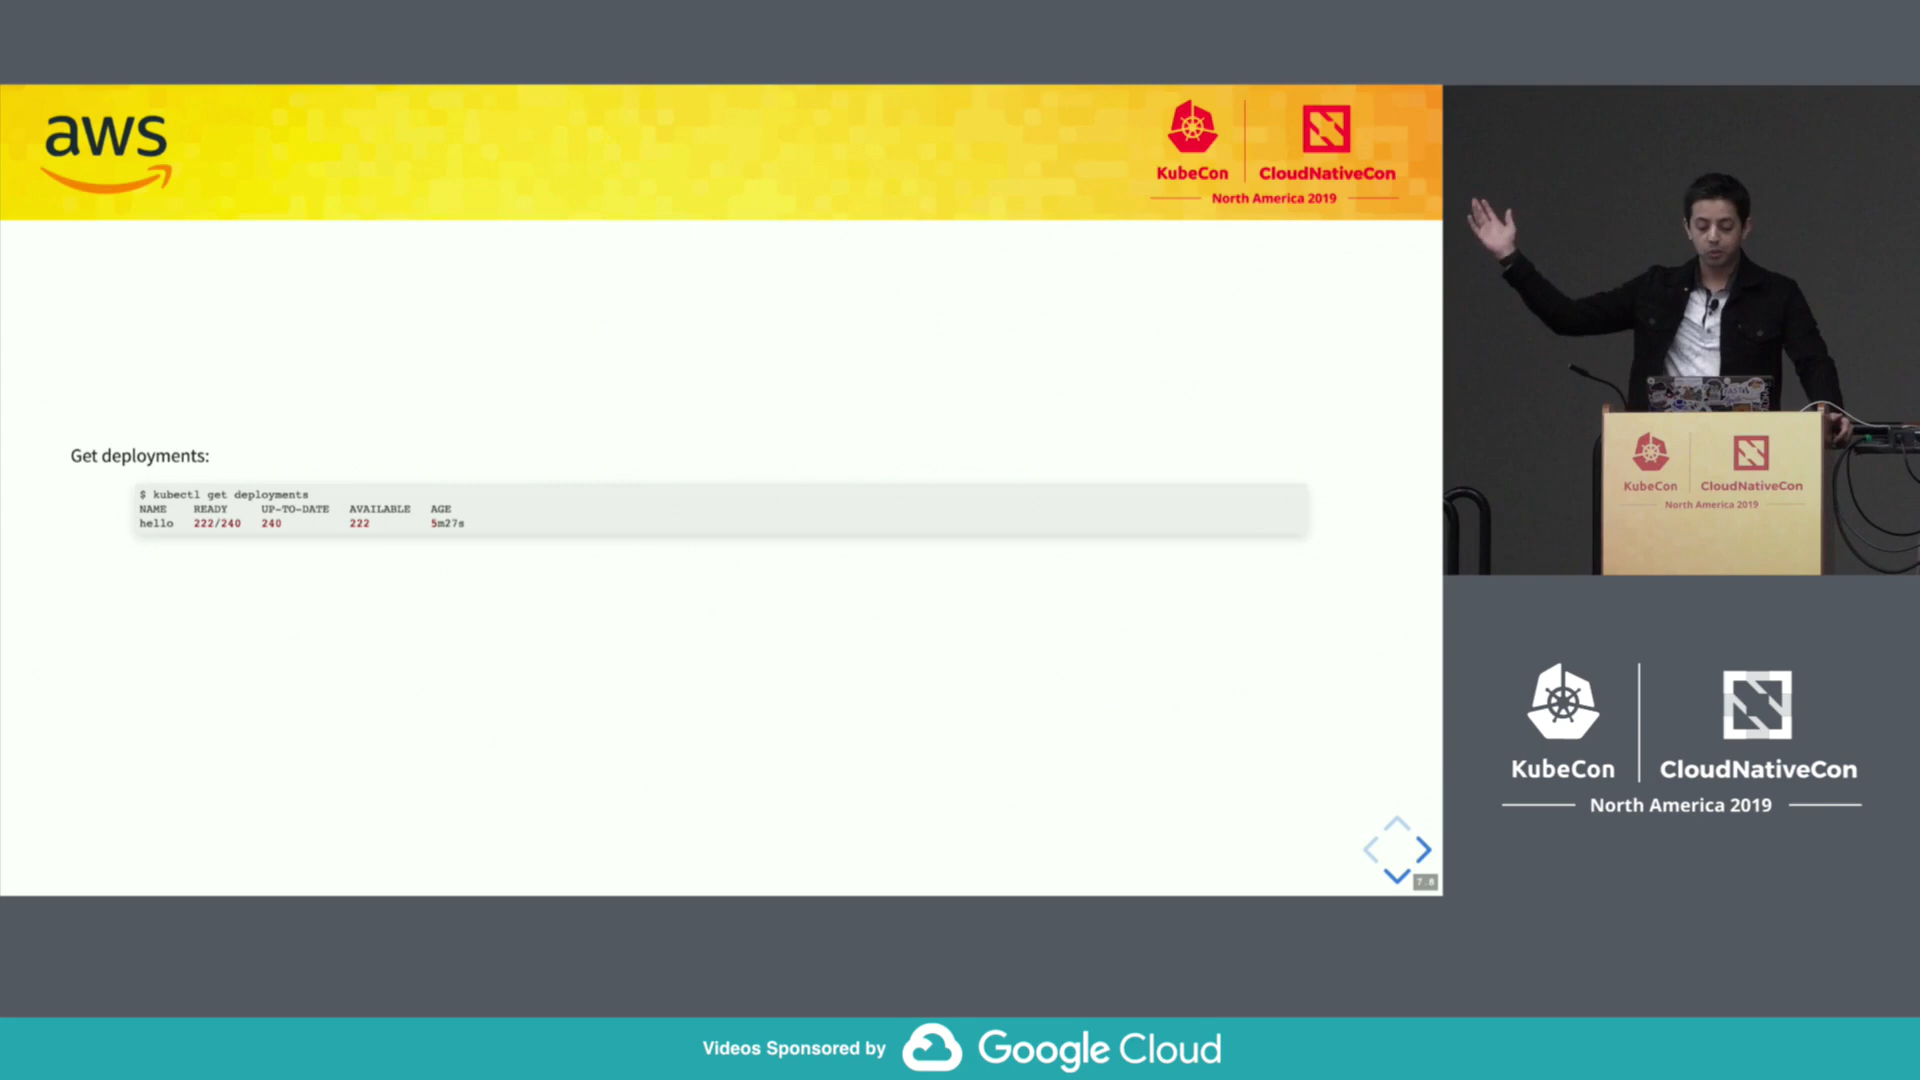 aws
KubeCon
CloudNativeCon
North America 2019
Get deployments:
$ kubectl get deployments
NAME READY UP-TO-DATE AVAILABLE AGE
hello 222/240 240 222 5m27s
7.8
KubeCon
CloudNativeCon
North America 2019
KubeCon
CloudNativeCon
North America 2019
Videos Sponsored by Google Cloud